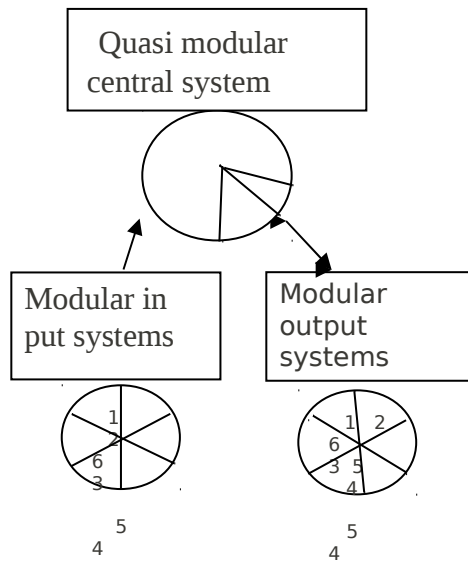 Quasi modular
central system
Modular in
put systems
Modular
output
systems
1
2
6
3
5
4
1 2
6
3 5
4
5
4